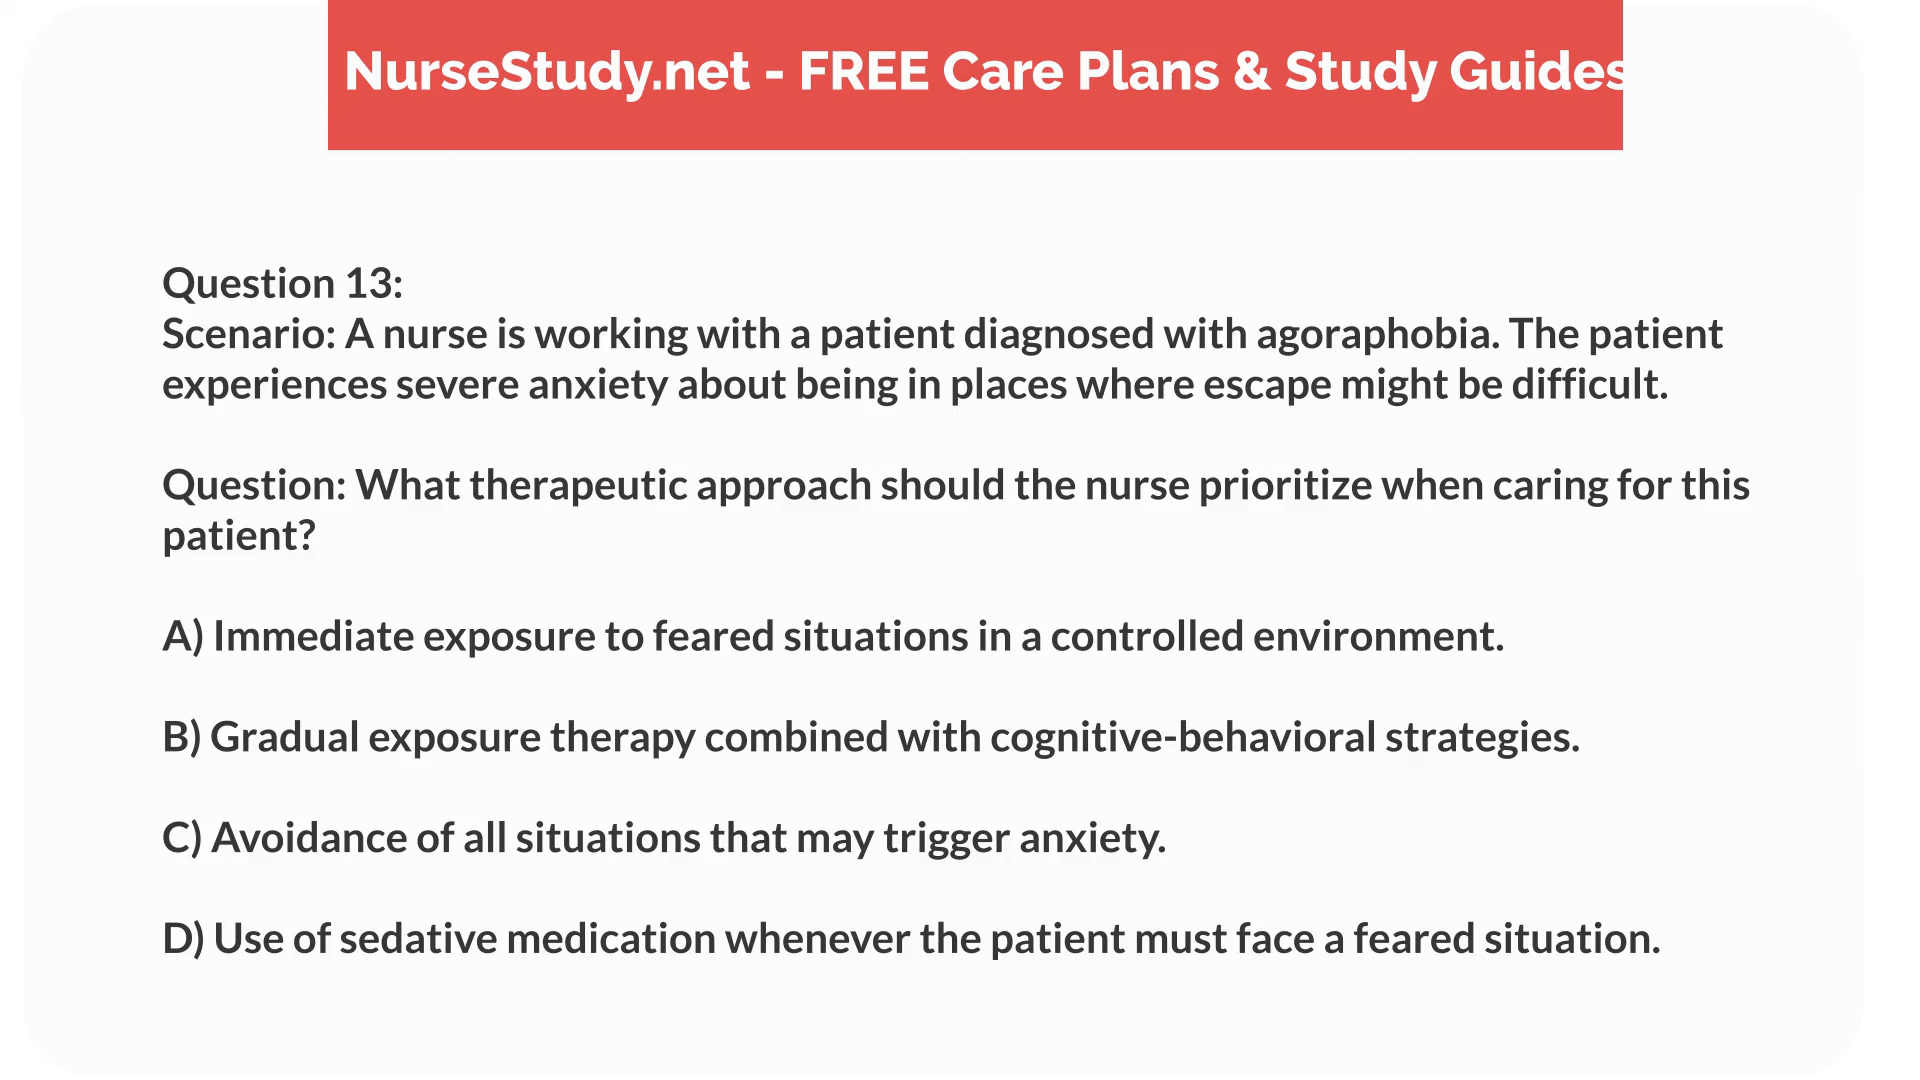 NurseStudy.net - FREE Care Plans & Study Guides
Question 13:
Scenario: A nurse is working with a patient diagnosed with agoraphobia. The patient
experiences severe anxiety about being in places where escape might be difficult.
Question: What therapeutic approach should the nurse prioritize when caring for this
patient?
A) Immediate exposure to feared situations in a controlled environment.
B) Gradual exposure therapy combined with cognitive-behavioral strategies.
C) Avoidance of all situations that may trigger anxiety.
D) Use of sedative medication whenever the patient must face a feared situation.